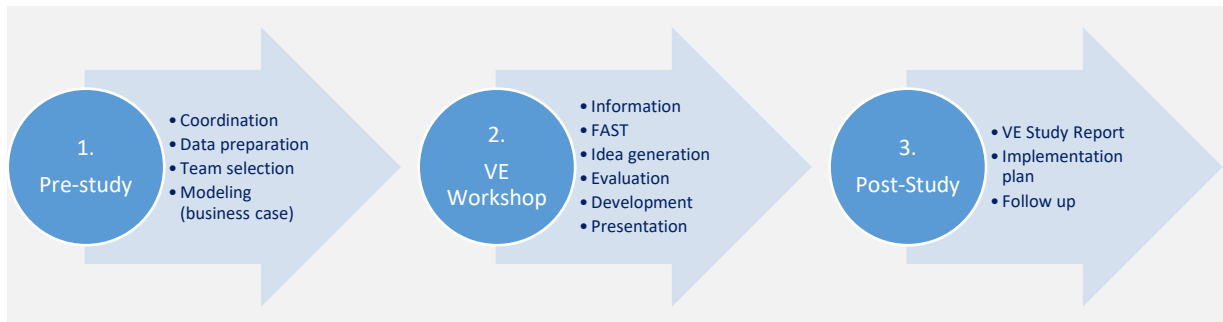 1.
Pre-study
• Coordination
• Data preparation
• Team selection
• Modeling
(business case)
2.
VE
Workshop
• Information
• FAST
• Idea generation
• Evaluation
• Development
• Presentation
3.
Post-Study
• VE Study Report
• Implementation
plan
• Follow up